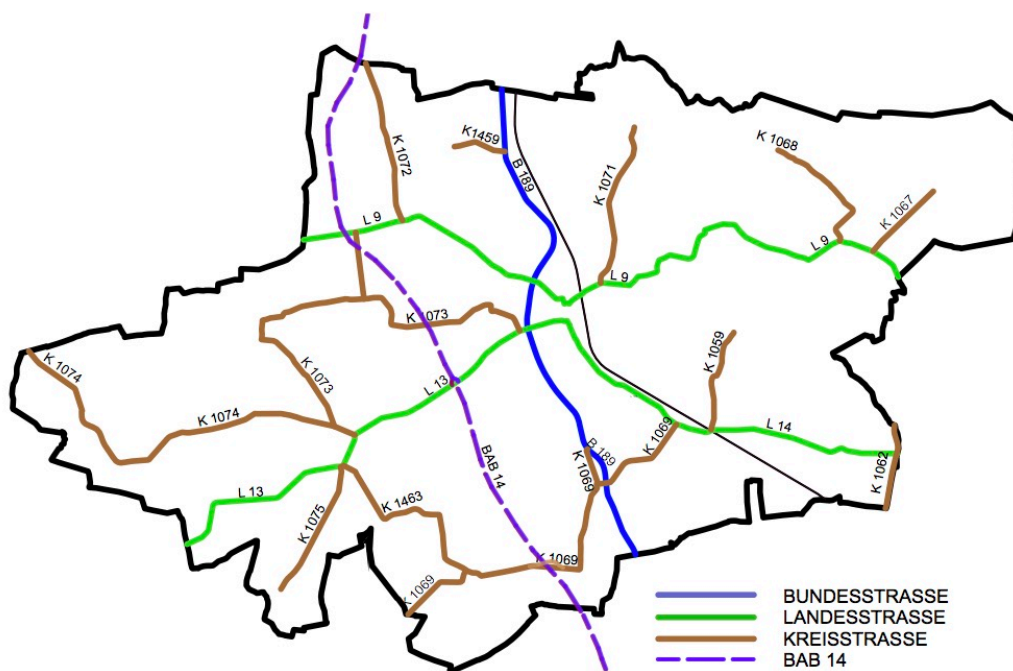 K 1068
K1459
K 1072
B 189
K 1071
K 1067
L 9
L 9
L 9
K 1073
K 1059
K 1074
K 1073
L 13
K 1074
L 14
K 1069
B 189
K 1069
BAB 14
K 1062
L 13
K 1463
K 1075
K 1069
K 1069
BUNDESSTRASSE
LANDESSTRASSE
KREISSTRASSE
BAB 14